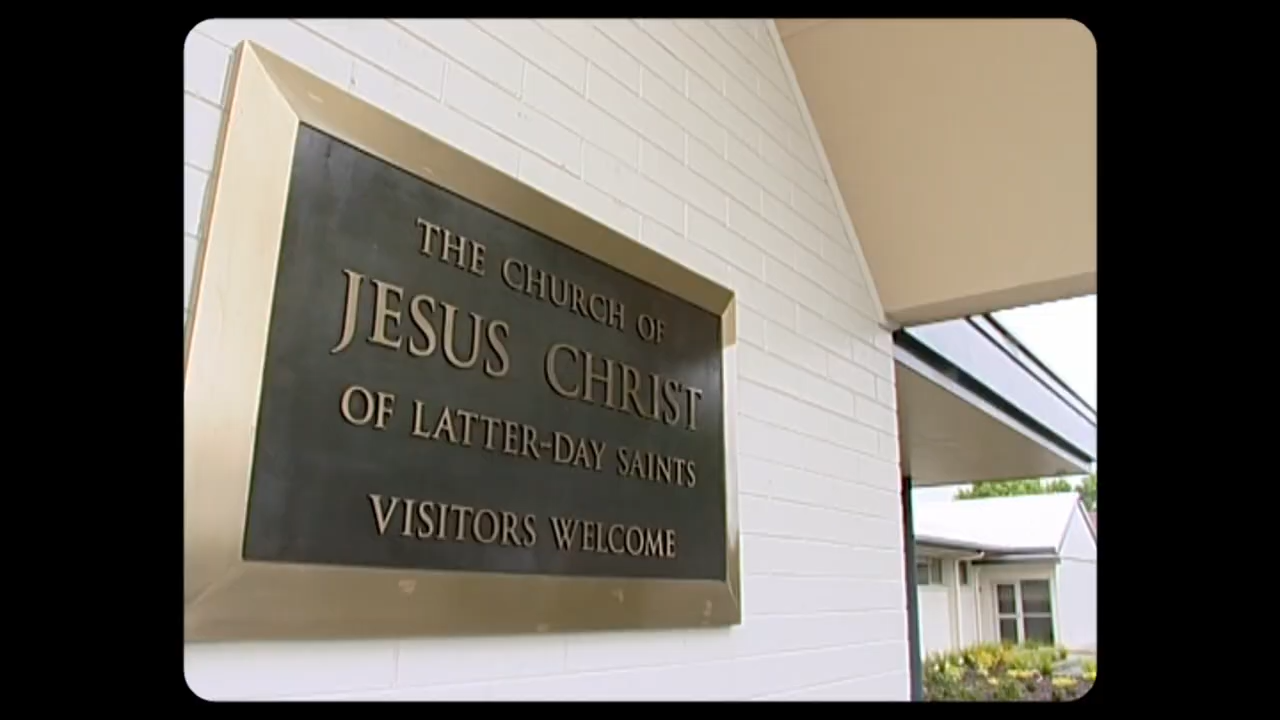 THE CHURCH OF
JESUS CHRIST
OF LATTER-DAY SAINTS
VISITORS WELCOME